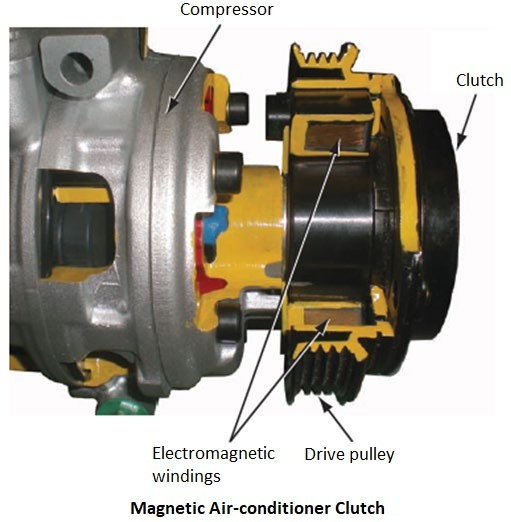 Compressor
Clutch
Electromagnetic
windings
Drive pulley
Magnetic Air-conditioner Clutch